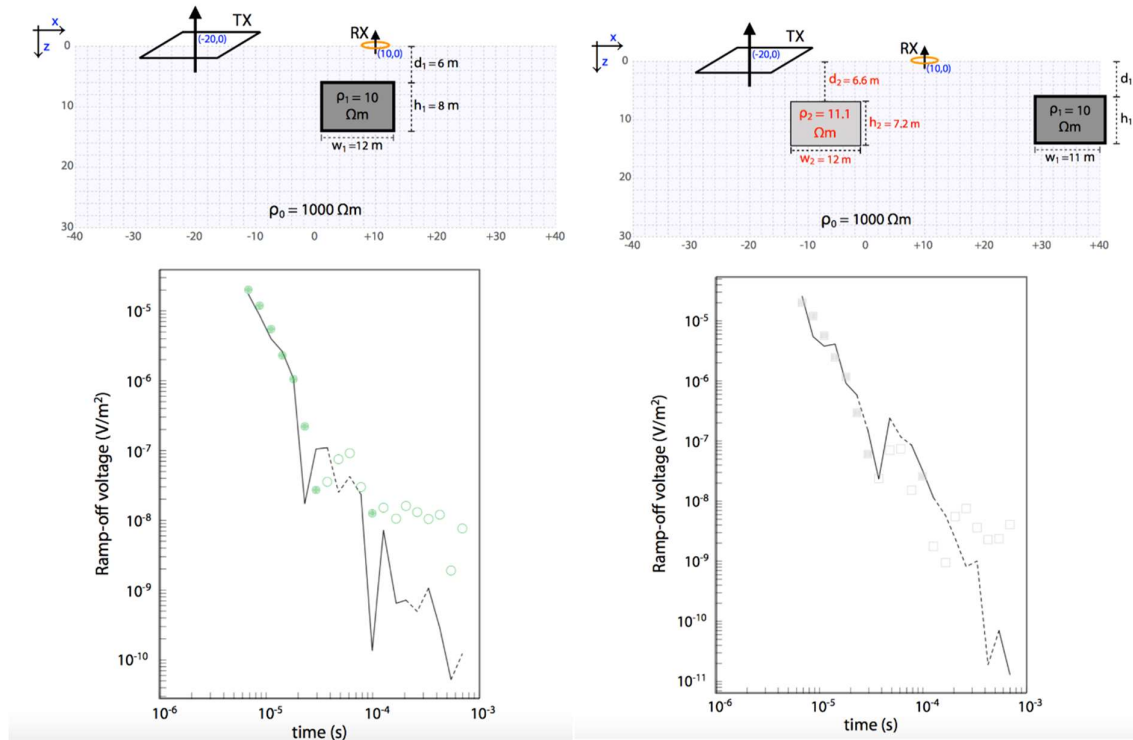 x
z
TX
(-20,0)
RX
(10,0)
0
10
20
30
d₁ = 6 m
ρ₁ = 10
Ωm
h₁ = 8 m
w₁ =12 m
ρ₀ = 1000 Ωm
-40 -30 -20 -10 0 +10 +20 +30 +40
10⁻⁵
10⁻⁶
10⁻⁷
10⁻⁸
10⁻⁹
10⁻¹⁰
Ramp-off voltage (V/m²)
10⁻⁶ 10⁻⁵ 10⁻⁴ 10⁻³
time (s)
x
z
TX
(-20,0)
RX
(10,0)
0
10
20
30
d₂ = 6.6 m
d₁
ρ₂ = 11.1
Ωm
h₂ = 7.2 m
w₂ = 12 m
ρ₁ = 10
Ωm
h₁
w₁ =11 m
ρ₀ = 1000 Ωm
-40 -30 -20 -10 0 +10 +20 +30 40
10⁻⁵
10⁻⁶
10⁻⁷
10⁻⁸
10⁻⁹
10⁻¹⁰
10⁻¹¹
Ramp-off voltage (V/m²)
10⁻⁶ 10⁻⁵ 10⁻⁴ 10⁻³
time (s)